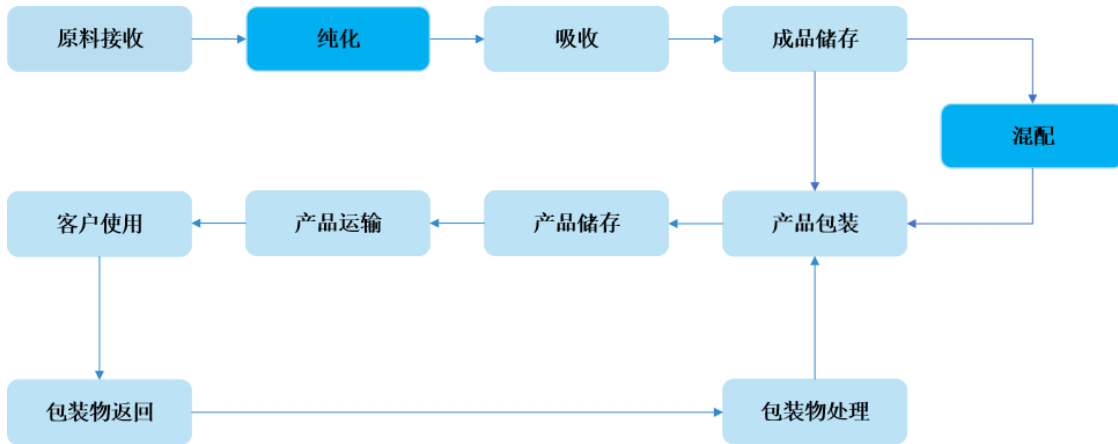 原料接收
纯化
吸收
成品储存
混配
客户使用
产品运输
产品储存
产品包装
包装物返回
包装物处理